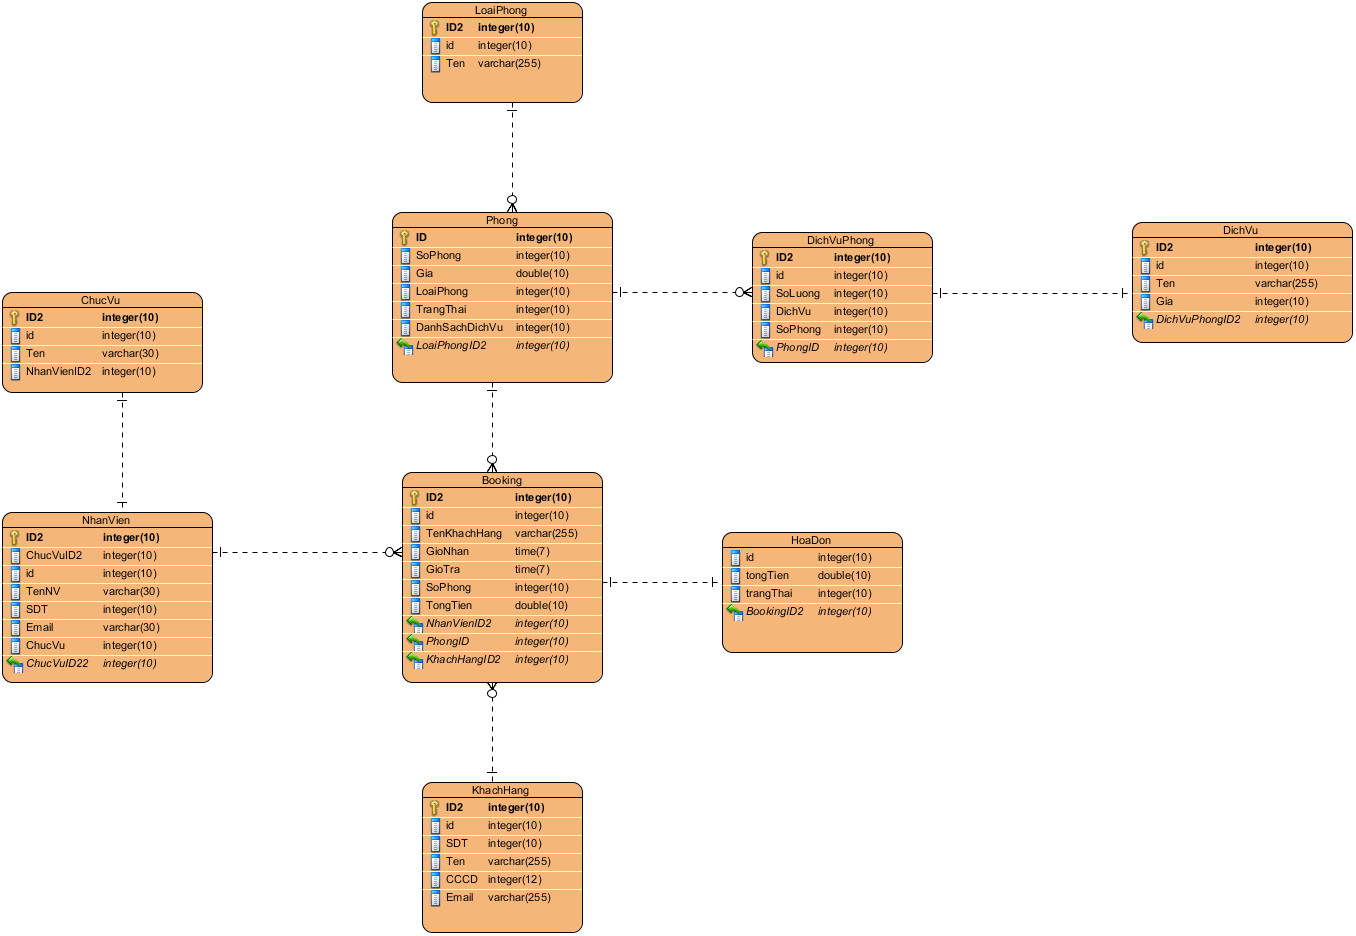 LoaiPhong
ID2 integer(10)
id integer(10)
Ten varchar(255)
Phong
ID integer(10)
SoPhong integer(10)
Gia double(10)
LoaiPhong integer(10)
TrangThai integer(10)
DanhSachDichVu integer(10)
LoaiPhongID2 integer(10)
DichVuPhong
ID2 integer(10)
id integer(10)
SoLuong integer(10)
DichVu integer(10)
SoPhong integer(10)
PhongID integer(10)
DichVu
ID2 integer(10)
id integer(10)
Ten varchar(255)
Gia integer(10)
DichVuPhongID2 integer(10)
ChucVu
ID2 integer(10)
id integer(10)
Ten varchar(30)
NhanVienID2 integer(10)
NhanVien
ID2 integer(10)
ChucVuID2 integer(10)
id integer(10)
TenNV varchar(30)
SDT integer(10)
Email varchar(30)
ChucVu integer(10)
ChucVuID22 integer(10)
Booking
ID2 integer(10)
id integer(10)
TenKhachHang varchar(255)
GioNhan time(7)
GioTra time(7)
SoPhong integer(10)
TongTien double(10)
NhanVienID2 integer(10)
PhongID integer(10)
KhachHangID2 integer(10)
HoaDon
id integer(10)
tongTien double(10)
trangThai integer(10)
BookingID2 integer(10)
KhachHang
ID2 integer(10)
id integer(10)
SDT integer(10)
Ten varchar(255)
CCCD integer(12)
Email varchar(255)